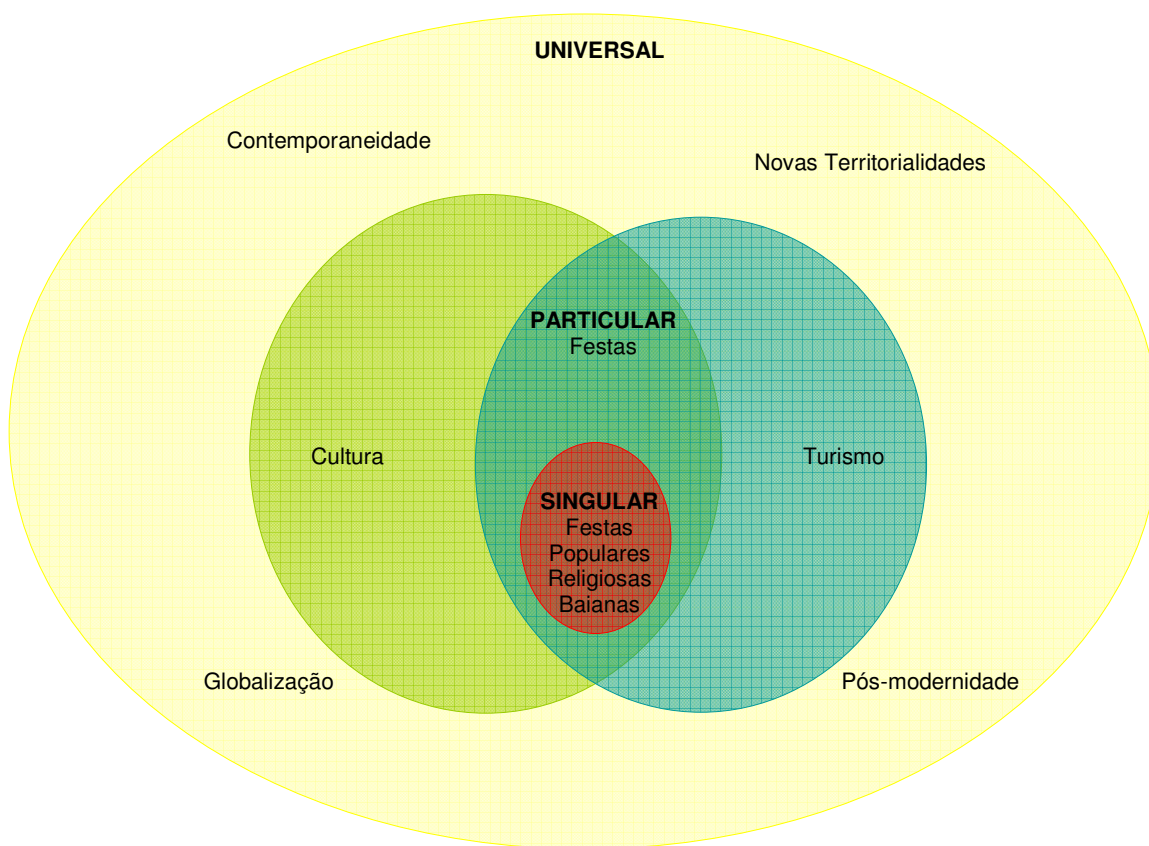 UNIVERSAL
Contemporaneidade
Novas Territorialidades
PARTICULAR
Festas
Cultura
Turismo
SINGULAR
Festas
Populares
Religiosas
Baianas
Globalização
Pós-modernidade